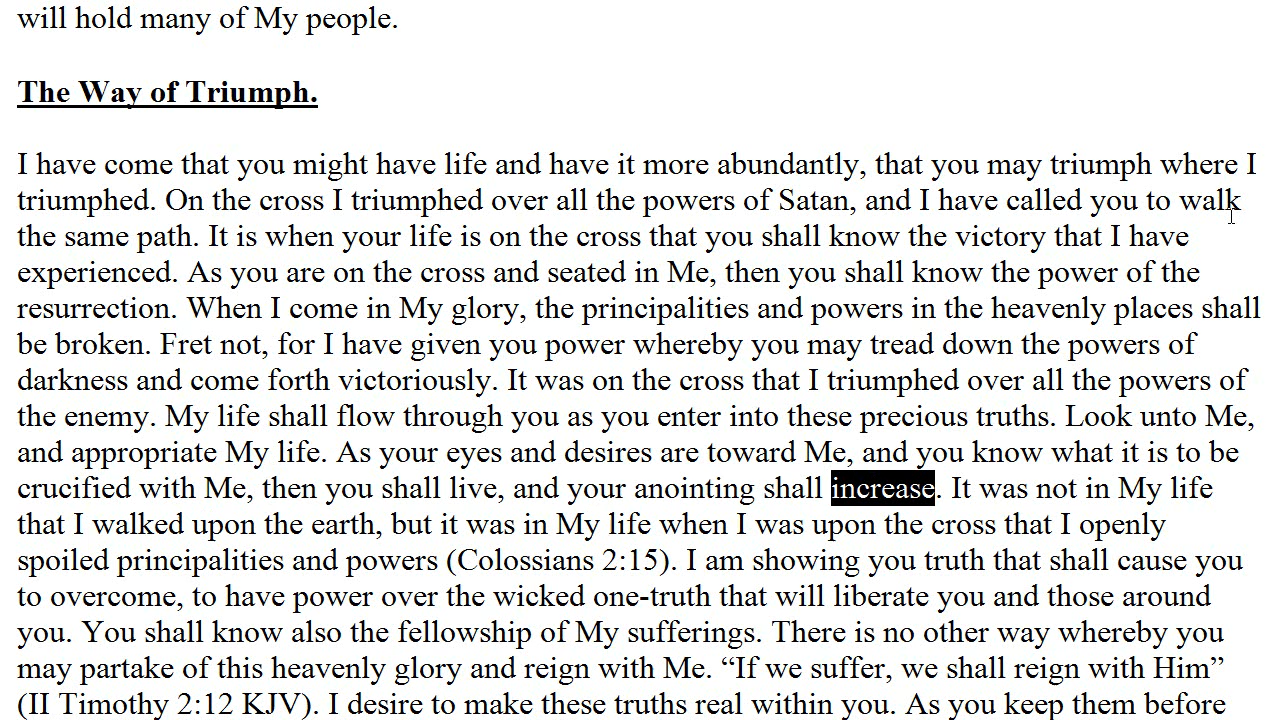 will hold many of My people.
The Way of Triumph.
I have come that you might have life and have it more abundantly, that you may triumph where I
triumphed. On the cross I triumphed over all the powers of Satan, and I have called you to walk
the same path. It is when your life is on the cross that you shall know the victory that I have
experienced. As you are on the cross and seated in Me, then you shall know the power of the
resurrection. When I come in My glory, the principalities and powers in the heavenly places shall
be broken. Fret not, for I have given you power whereby you may tread down the powers of
darkness and come forth victoriously. It was on the cross that I triumphed over all the powers of
the enemy. My life shall flow through you as you enter into these precious truths. Look unto Me,
and appropriate My life. As your eyes and desires are toward Me, and you know what it is to be
crucified with Me, then you shall live, and your anointing shall increase. It was not in My life
that I walked upon the earth, but it was in My life when I was upon the cross that I openly
spoiled principalities and powers (Colossians 2:15). I am showing you truth that shall cause you
to overcome, to have power over the wicked one-truth that will liberate you and those around
you. You shall know also the fellowship of My sufferings. There is no other way whereby you
may partake of this heavenly glory and reign with Me. “If we suffer, we shall reign with Him”
(II Timothy 2:12 KJV). I desire to make these truths real within you. As you keep them before